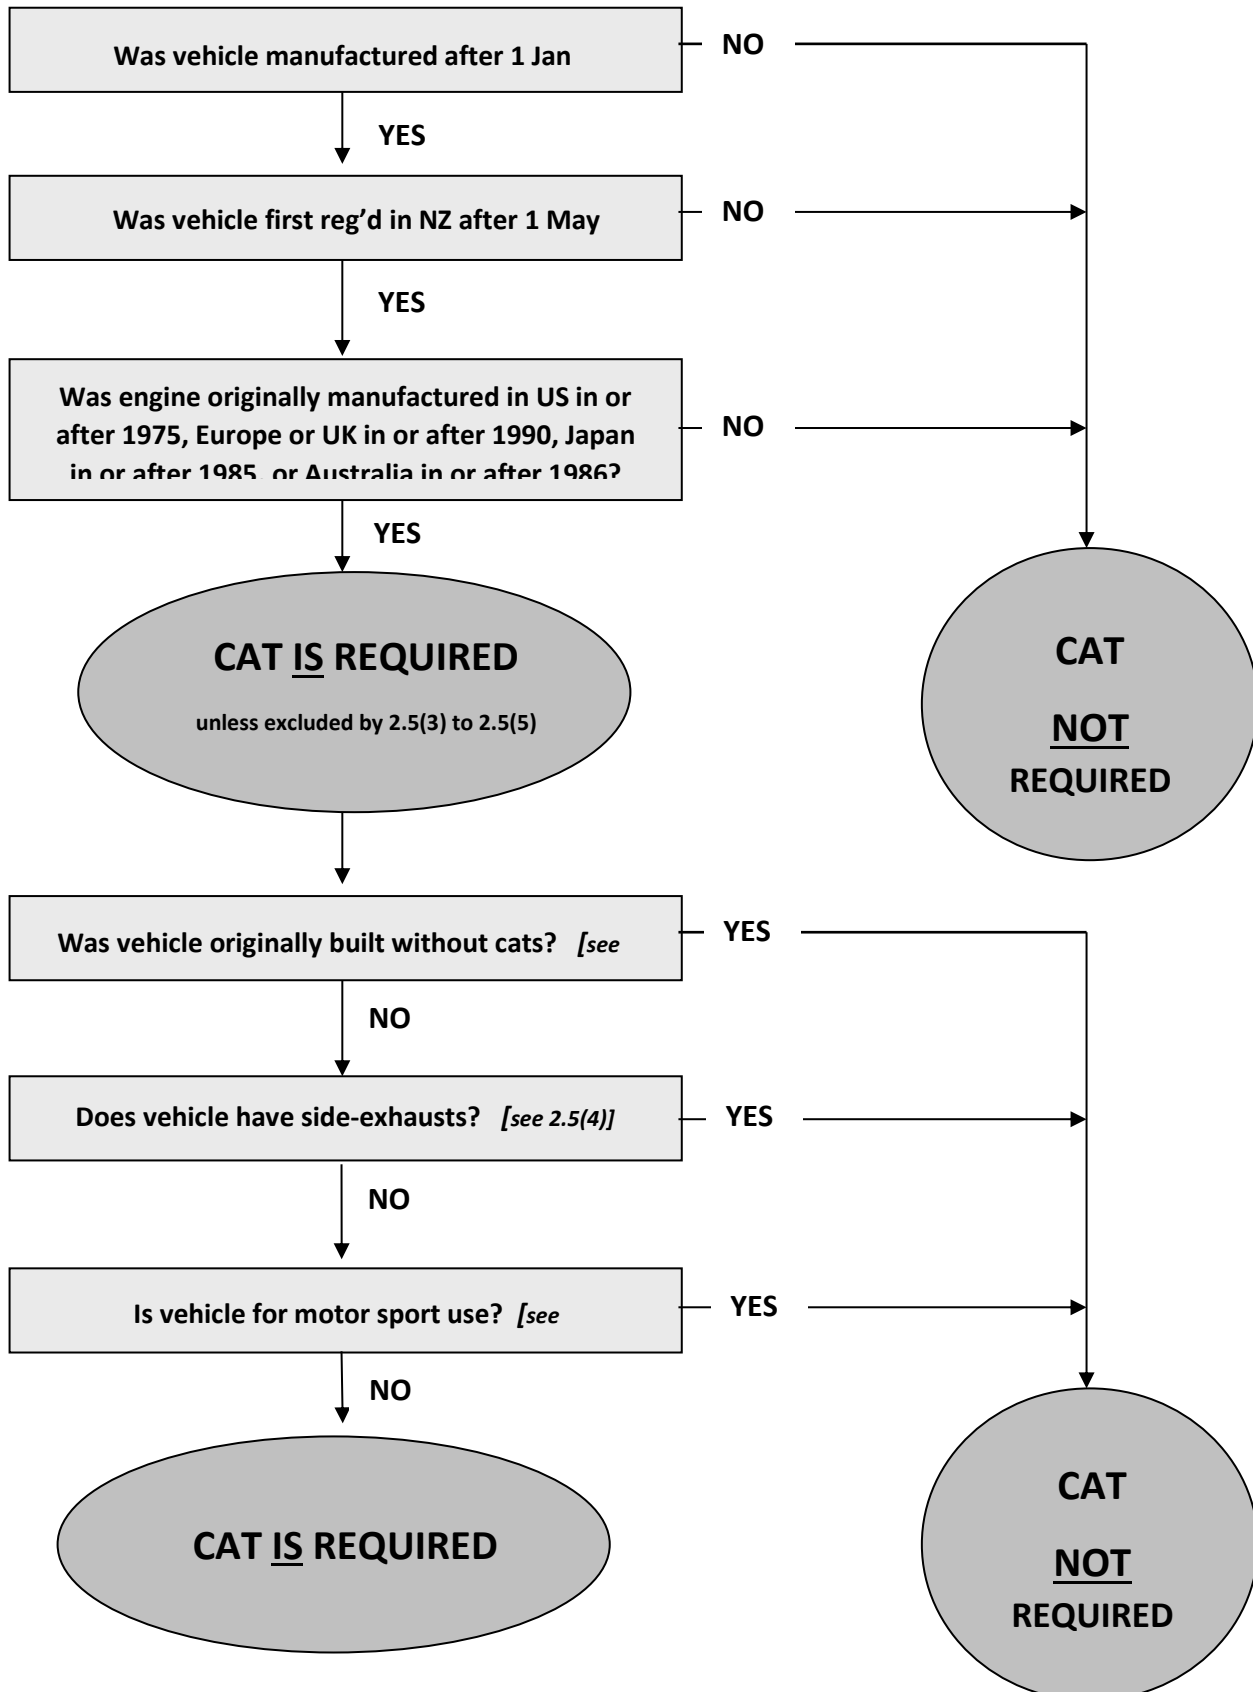 Was vehicle manufactured after 1 Jan
NO
YES
Was vehicle first reg'd in NZ after 1 May
NO
YES
Was engine originally manufactured in US in or
after 1975, Europe or UK in or after 1990, Japan
in or after 1985, or Australia in or after 1986?
NO
YES
CAT IS REQUIRED
unless excluded by 2.5(3) to 2.5(5)
CAT
NOT
REQUIRED
Was vehicle originally built without cats? [see
YES
NO
Does vehicle have side-exhausts? [see 2.5(4)]
YES
NO
Is vehicle for motor sport use? [see
YES
NO
CAT IS REQUIRED
CAT
NOT
REQUIRED